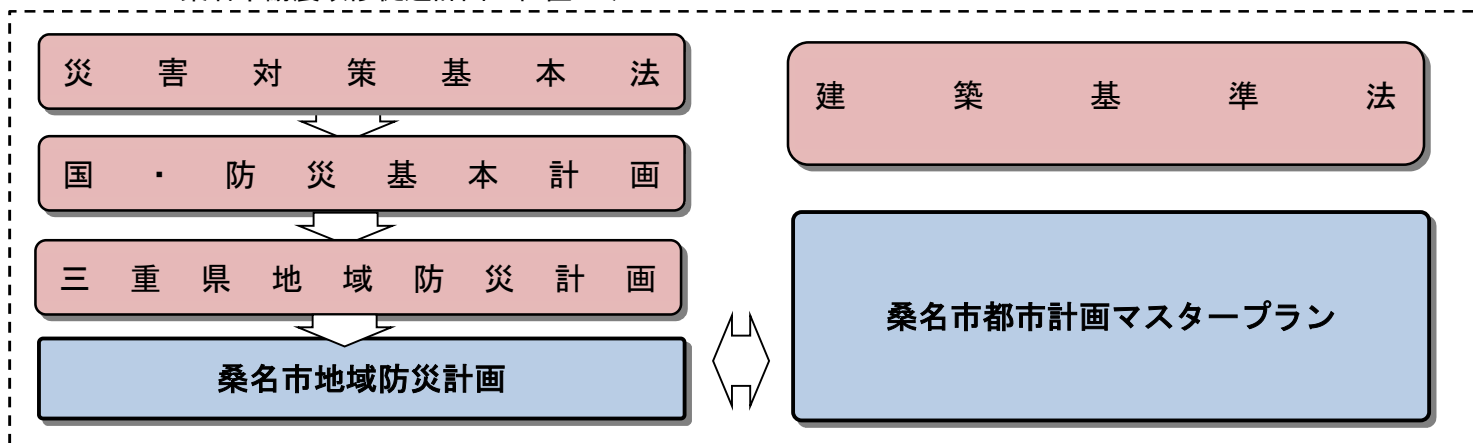 災害対策基本法
国・防災基本計画
三重県地域防災計画
桑名市地域防災計画
建築基準法
桑名市都市計画マスタープラン